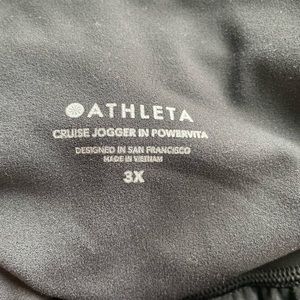 ATHLETA
CRUISE JOGGER IN POWERVITA
DESIGNED IN SAN FRANCISCO
MADE IN VIETNAM
3X